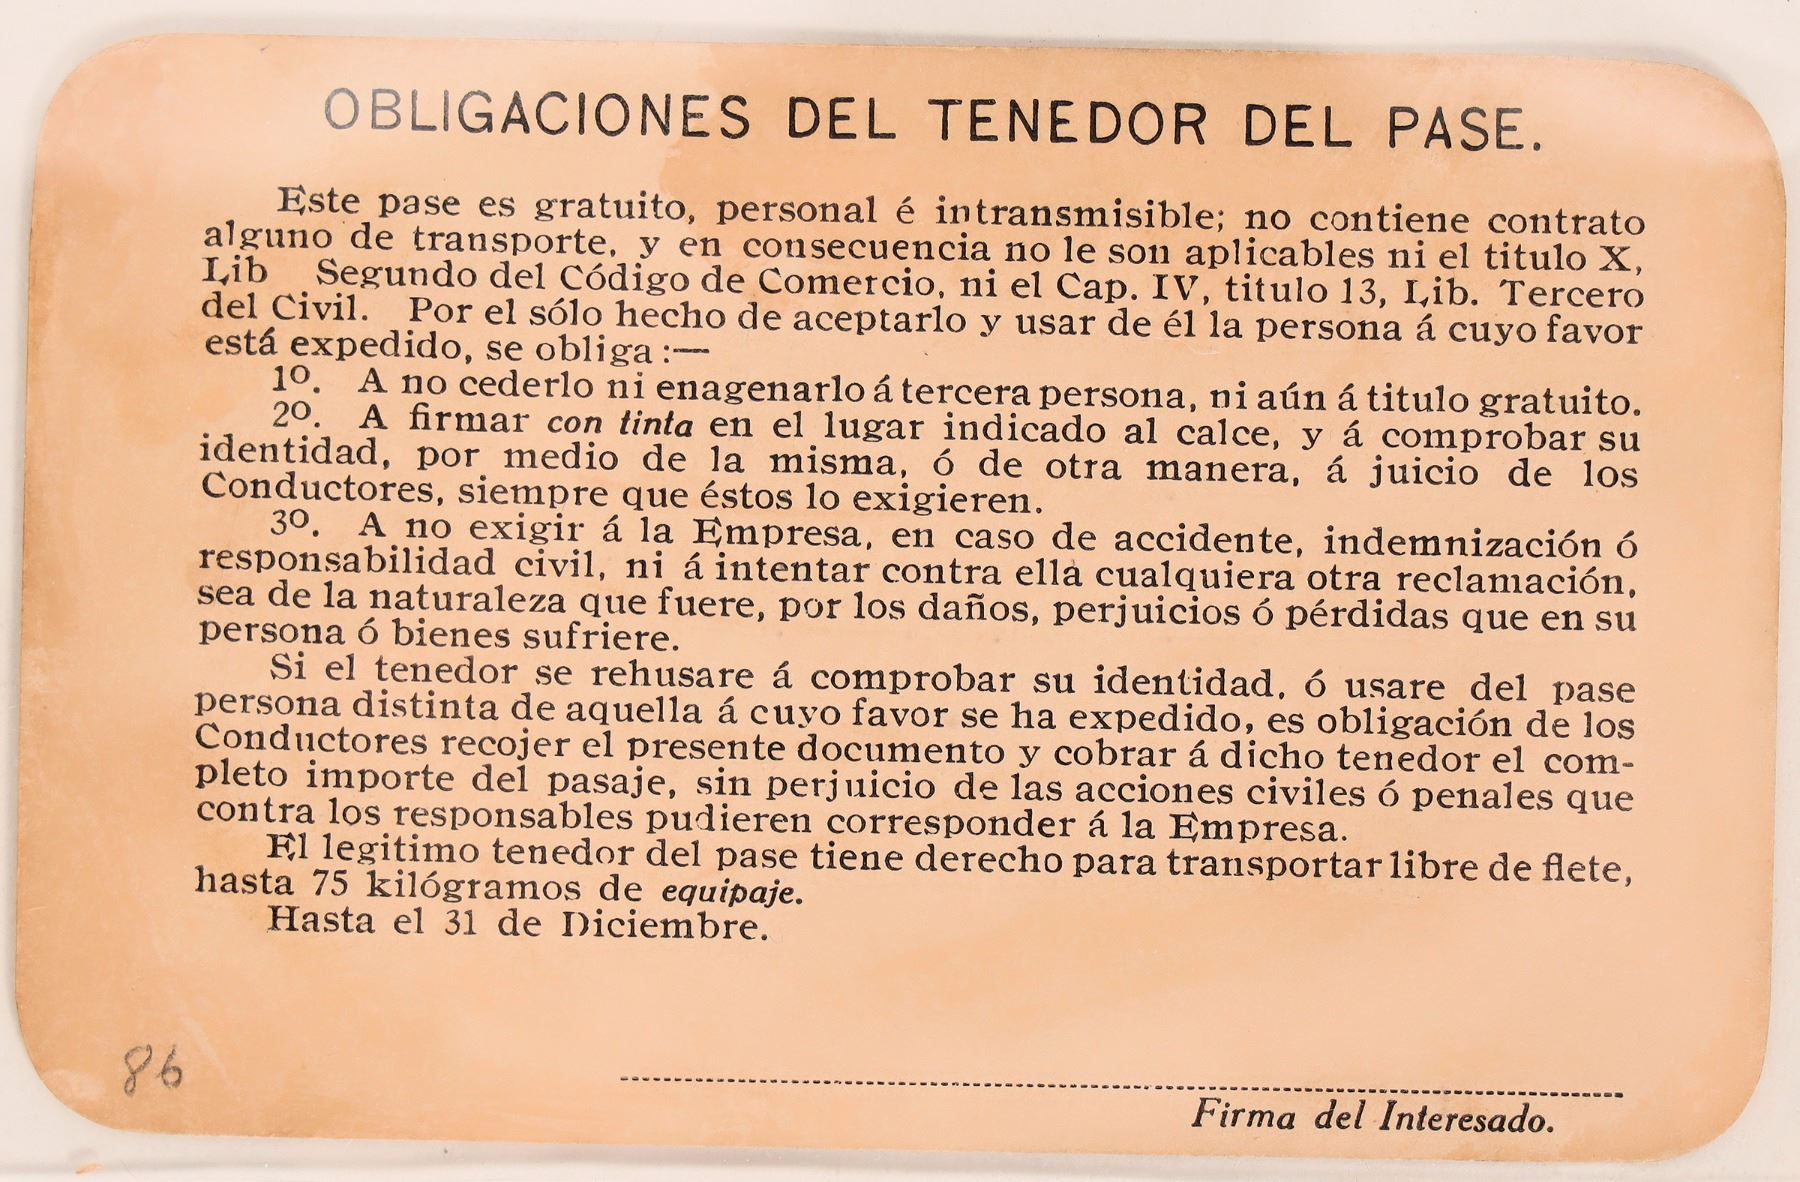 OBLIGACIONES DEL TENEDOR DEL PASE.
Este pase es gratuito, personal é intransmisible; no contiene contrato
alguno de transporte, y en consecuencia no le son aplicables ni el titulo X,
Lib Segundo del Código de Comercio, ni el Cap. IV, titulo 13, Lib. Tercero
del Civil. Por el sólo hecho de aceptarlo y usar de él la persona á cuyo favor
está expedido, se obliga :—
1º. A no cederlo ni enagenarlo á tercera persona, ni aún á titulo gratuito.
2º. A firmar con tinta en el lugar indicado al calce, y á comprobar su
identidad, por medio de la misma, ó de otra manera, á juicio de los
Conductores, siempre que éstos lo exigieren.
3º. A no exigir á la Empresa, en caso de accidente, indemnización ó
responsabilidad civil, ni á intentar contra ella cualquiera otra reclamación,
sea de la naturaleza que fuere, por los daños, perjuicios ó pérdidas que en su
persona ó bienes sufriere.
Si el tenedor se rehusare á comprobar su identidad, ó usare del pase
persona distinta de aquella á cuyo favor se ha expedido, es obligación de los
Conductores recojer el presente documento y cobrar á dicho tenedor el com-
pleto importe del pasaje, sin perjuicio de las acciones civiles ó penales que
contra los responsables pudieren corresponder á la Empresa.
El legitimo tenedor del pase tiene derecho para transportar libre de flete,
hasta 75 kilógramos de equipaje.
Hasta el 31 de Diciembre.
86
Firma del Interesado.